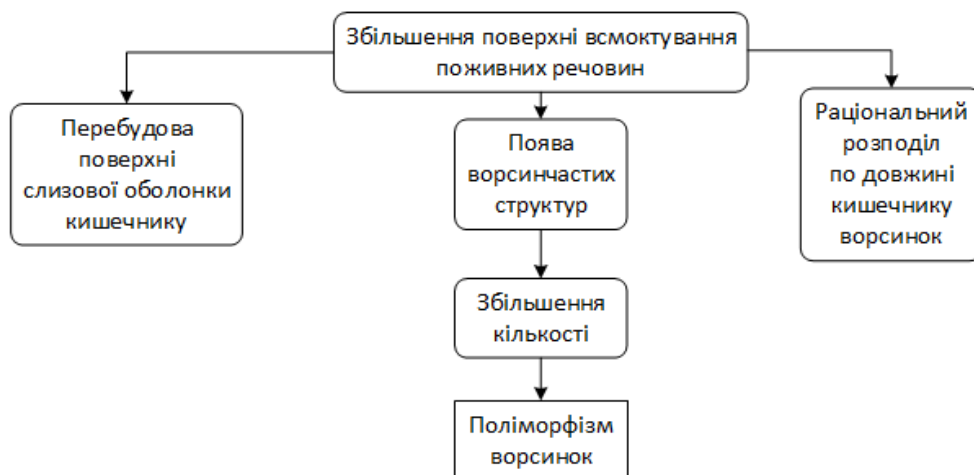 Збільшення поверхні всмоктування
поживних речовин
Перебудова
поверхні
слизової оболонки
кишечнику
Поява
ворсинчастих
структур
Раціональний
розподіл
по довжині
кишечнику
ворсинок
Збільшення
кількості
Поліморфізм
ворсинок